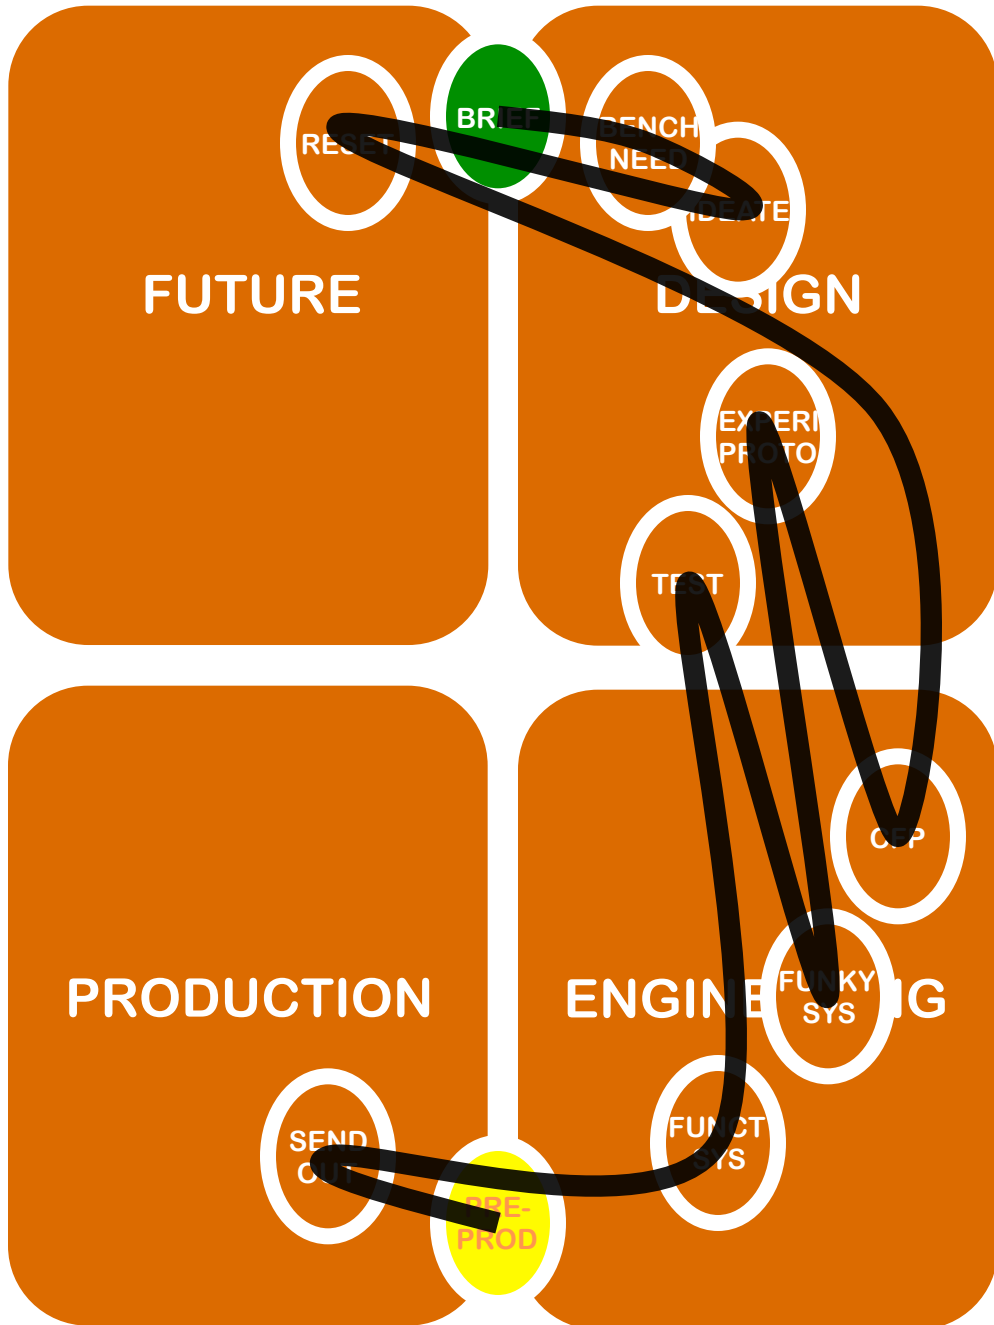 BRIEF
BENCH
NEED
RESET
IDEATE
FUTURE
DESIGN
EXPERI
PROTO
TEST
CFP
FUNKY
SYS
PRODUCTION
ENGINEERING
FUNCT
SYS
SEND
OUT
PRE-
PROD